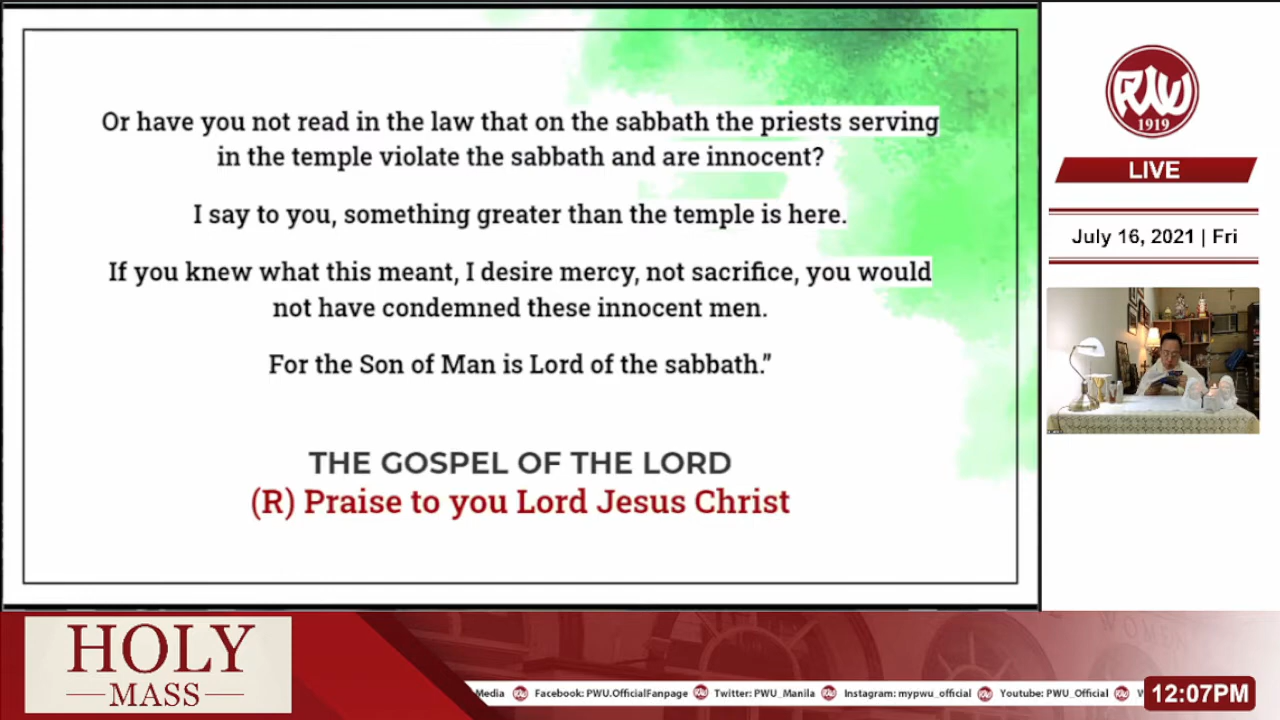 Or have you not read in the law that on the sabbath the priests serving
in the temple violate the sabbath and are innocent?
I say to you, something greater than the temple is here.
If you knew what this meant, I desire mercy, not sacrifice, you would
not have condemned these innocent men.
For the Son of Man is Lord of the sabbath.”
THE GOSPEL OF THE LORD
(R) Praise to you Lord Jesus Christ
PWU
1919
LIVE
July 16, 2021 | Fri
HOLY
MASS
Media Facebook: PWU.OfficialFanpage Twitter: PWU_Manila Instagram: mypwu_official Youtube: PWU_Official
12:07PM